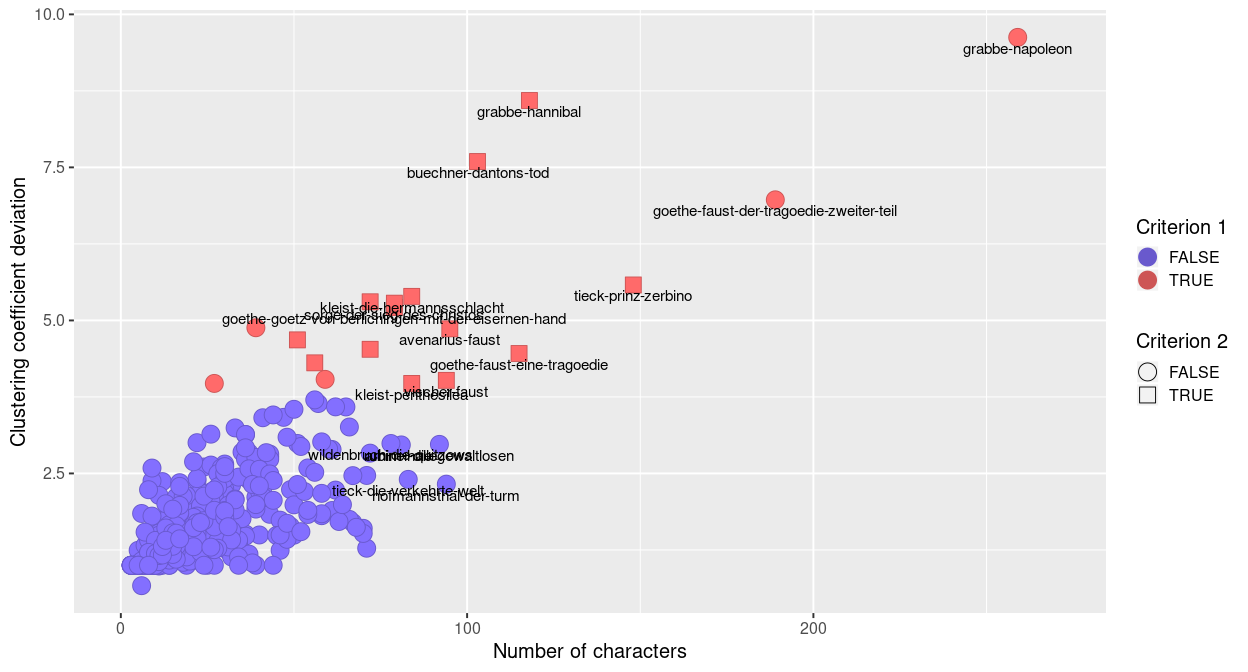 10.0
7.5
5.0
2.5
Clustering coefficient deviation
grabbe-napoleon
grabbe-hannibal
buechner-dantons-tod
goethe-faust-der-tragoedie-zweiter-teil
tieck-prinz-zerbino
kleist-die-hermannsschlacht
goethe-goetz-von-berlichingen-mit-der-eisernen-hand
avenarius-faust
goethe-faust-eine-tragoedie
kleist-penthesilea
vischer-faust
tieck-die-verkehrte-welt
hofmannsthal-der-turm
0
100
200
Number of characters
Criterion 1
FALSE
TRUE
Criterion 2
FALSE
TRUE